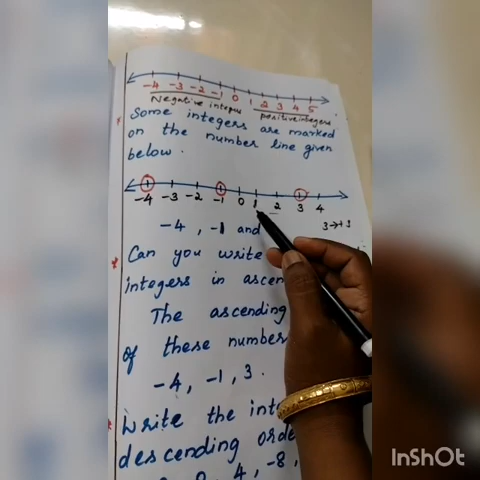 -4 -3 -2 -1 0 1 2 3 4 5
Negative integer positive integers
Some integers are marked
on the number line given
below.
-4 -3 -2 -1 0 1 2 3 4
-4, -1 and
3→+3
Can you write
integers in ascen
The ascending
of these number
-4, -1, 3.
Write the inte
descending orde
4, -8,
InShOt